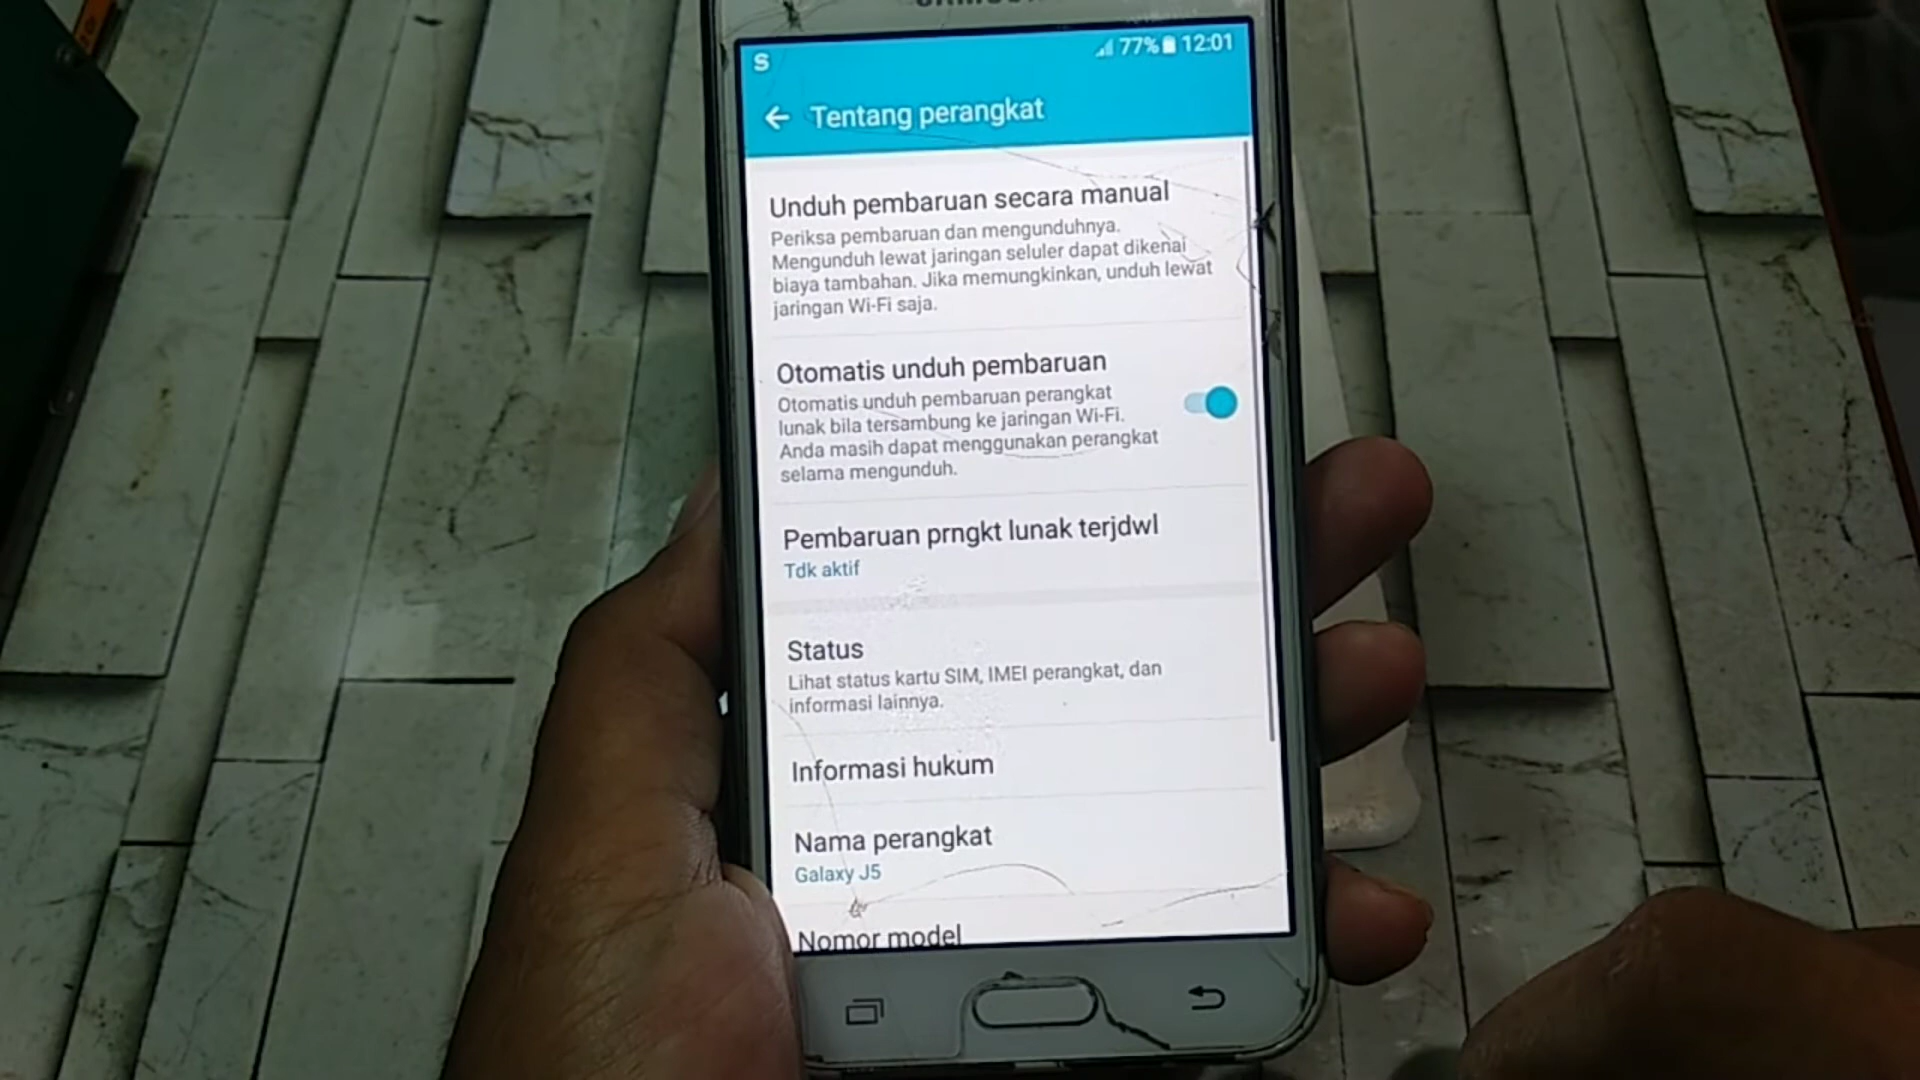 S 77% 12:01
Tentang perangkat
Unduh pembaruan secara manual
Periksa pembaruan dan mengunduhnya.
Mengunduh lewat jaringan seluler dapat dikenai
biaya tambahan. Jika memungkinkan, unduh lewat
jaringan Wi-Fi saja.
Otomatis unduh pembaruan
Otomatis unduh pembaruan perangkat
lunak bila tersambung ke jaringan Wi-Fi.
Anda masih dapat menggunakan perangkat
selama mengunduh.
Pembaruan prngkt lunak terjdwl
Tdk aktif
Status
Lihat status kartu SIM, IMEI perangkat, dan
informasi lainnya.
Informasi hukum
Nama perangkat
Galaxy J5
Nomor model